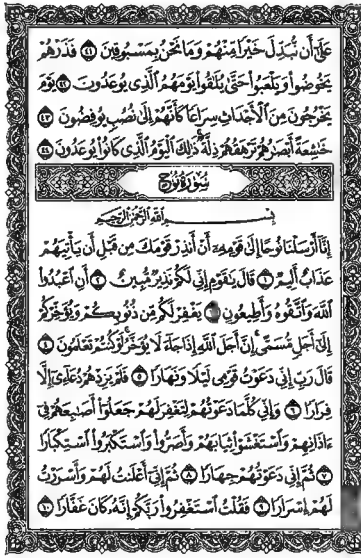 عَلَىٰٓ أَن نُّبَدِّلَ خَيْرًا مِّنْهُمْ وَمَا نَحْنُ بِمَسْبُوقِينَ ٤١ فَذَرْهُمْ
يَخُوضُوا۟ وَيَلْعَبُوا۟ حَتَّىٰ يُلَـٰقُوا۟ يَوْمَهُمُ ٱلَّذِى يُوعَدُونَ ٤٢ يَوْمَ
يَخْرُجُونَ مِنَ ٱلْأَجْدَاثِ سِرَاعًا كَأَنَّهُمْ إِلَىٰ نُصُبٍ يُوفِضُونَ ٤٣
خَـٰشِعَةً أَبْصَـٰرُهُمْ تَرْهَقُهُمْ ذِلَّةٌ ذَٰلِكَ ٱلْيَوْمُ ٱلَّذِى كَانُوا۟ يُوعَدُونَ ٤٤
سُورَةُ نُوحٍ
بِسْمِ ٱللَّهِ ٱلرَّحْمَـٰنِ ٱلرَّحِيمِ
إِنَّآ أَرْسَلْنَا نُوحًا إِلَىٰ قَوْمِهِۦٓ أَنْ أَنذِرْ قَوْمَكَ مِن قَبْلِ أَن يَأْتِيَهُمْ
عَذَابٌ أَلِيمٌ ١ قَالَ يَـٰقَوْمِ إِنِّى لَكُمْ نَذِيرٌ مُّبِينٌ ٢ أَنِ ٱعْبُدُوا۟
ٱللَّهَ وَٱتَّقُوهُ وَأَطِيعُونِ ٣ يَغْفِرْ لَكُم مِّن ذُنُوبِكُمْ وَيُؤَخِّرْكُمْ
إِلَىٰٓ أَجَلٍ مُّسَمًّى إِنَّ أَجَلَ ٱللَّهِ إِذَا جَآءَ لَا يُؤَخَّرُ لَوْ كُنتُمْ تَعْلَمُونَ ٤
قَالَ رَبِّ إِنِّى دَعَوْتُ قَوْمِى لَيْلًا وَنَهَارًا ٥ فَلَمْ يَزِدْهُمْ دُعَآءِىٓ إِلَّا
فِرَارًا ٦ وَإِنِّى كُلَّمَا دَعَوْتُهُمْ لِتَغْفِرَ لَهُمْ جَعَلُوٓا۟ أَصَـٰبِعَهُمْ فِىٓ
ءَاذَانِهِمْ وَٱسْتَغْشَوْا۟ ثِيَابَهُمْ وَأَصَرُّوا۟ وَٱسْتَكْبَرُوا۟ ٱسْتِكْبَارًا
٧ ثُمَّ إِنِّى دَعَوْتُهُمْ جِهَارًا ٨ ثُمَّ إِنِّىٓ أَعْلَنتُ لَهُمْ وَأَسْرَرْتُ
لَهُمْ إِسْرَارًا ٩ فَقُلْتُ ٱسْتَغْفِرُوا۟ رَبَّكُمْ إِنَّهُۥ كَانَ غَفَّارًا ١٠